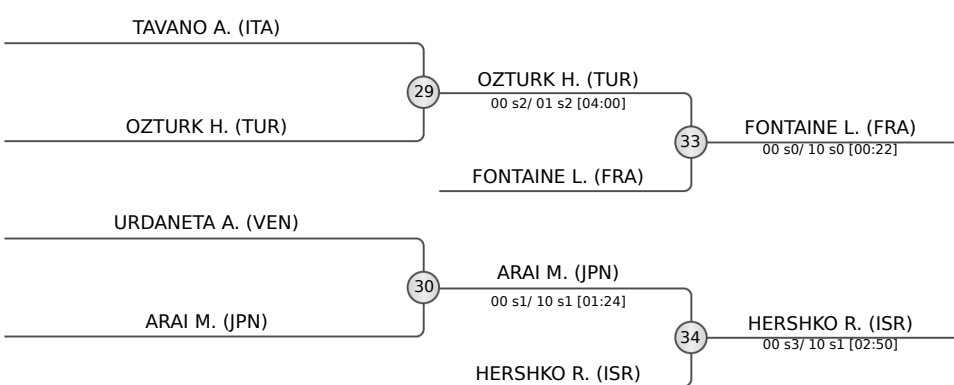 TAVANO A. (ITA)
29
OZTURK H. (TUR)
00 s2/ 01 s2 [04:00]
OZTURK H. (TUR)
33
FONTAINE L. (FRA)
00 s0/ 10 s0 [00:22]
FONTAINE L. (FRA)
URDANETA A. (VEN)
30
ARAI M. (JPN)
00 s1/ 10 s1 [01:24]
ARAI M. (JPN)
34
HERSHKO R. (ISR)
00 s3/ 10 s1 [02:50]
HERSHKO R. (ISR)